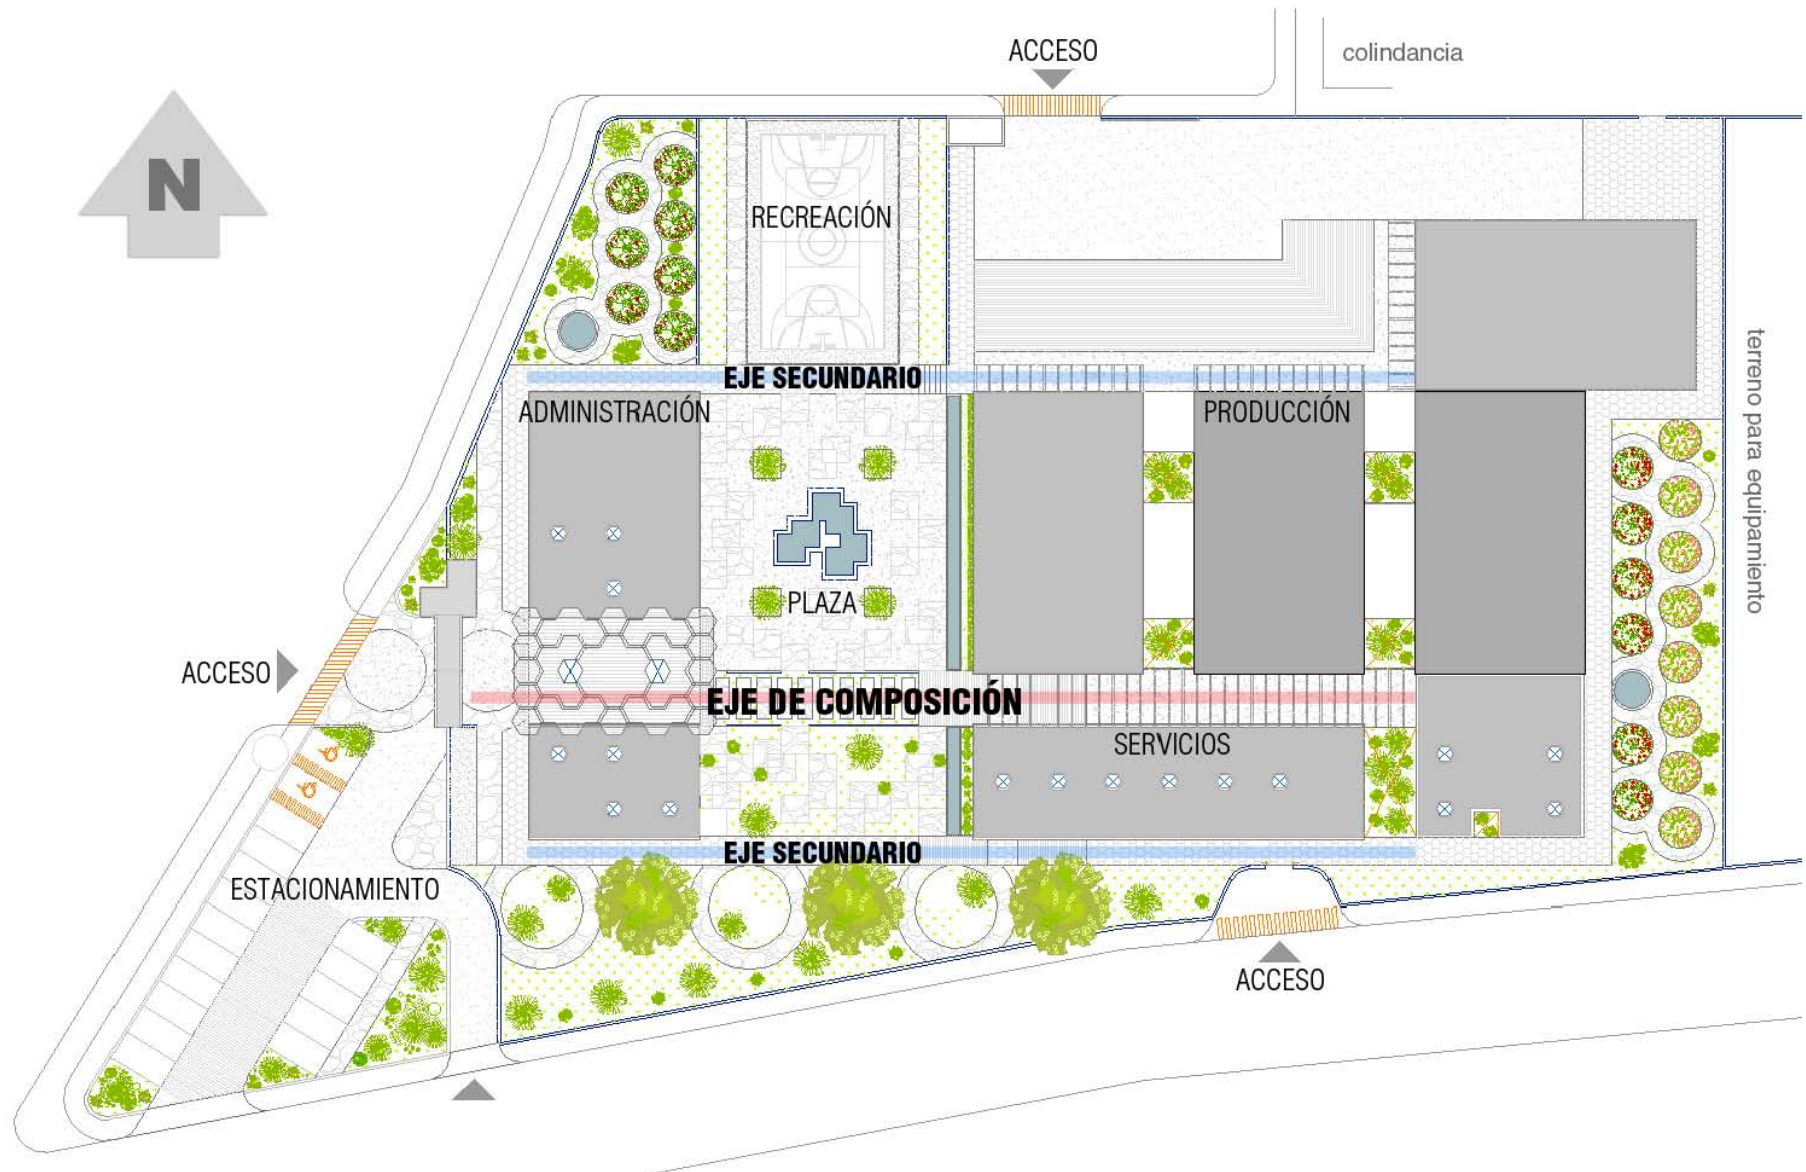 ACCESO
colindancia
N
RECREACIÓN
EJE SECUNDARIO
ADMINISTRACIÓN
PRODUCCIÓN
terreno para equipamiento
PLAZA
ACCESO
EJE DE COMPOSICIÓN
SERVICIOS
EJE SECUNDARIO
ESTACIONAMIENTO
ACCESO